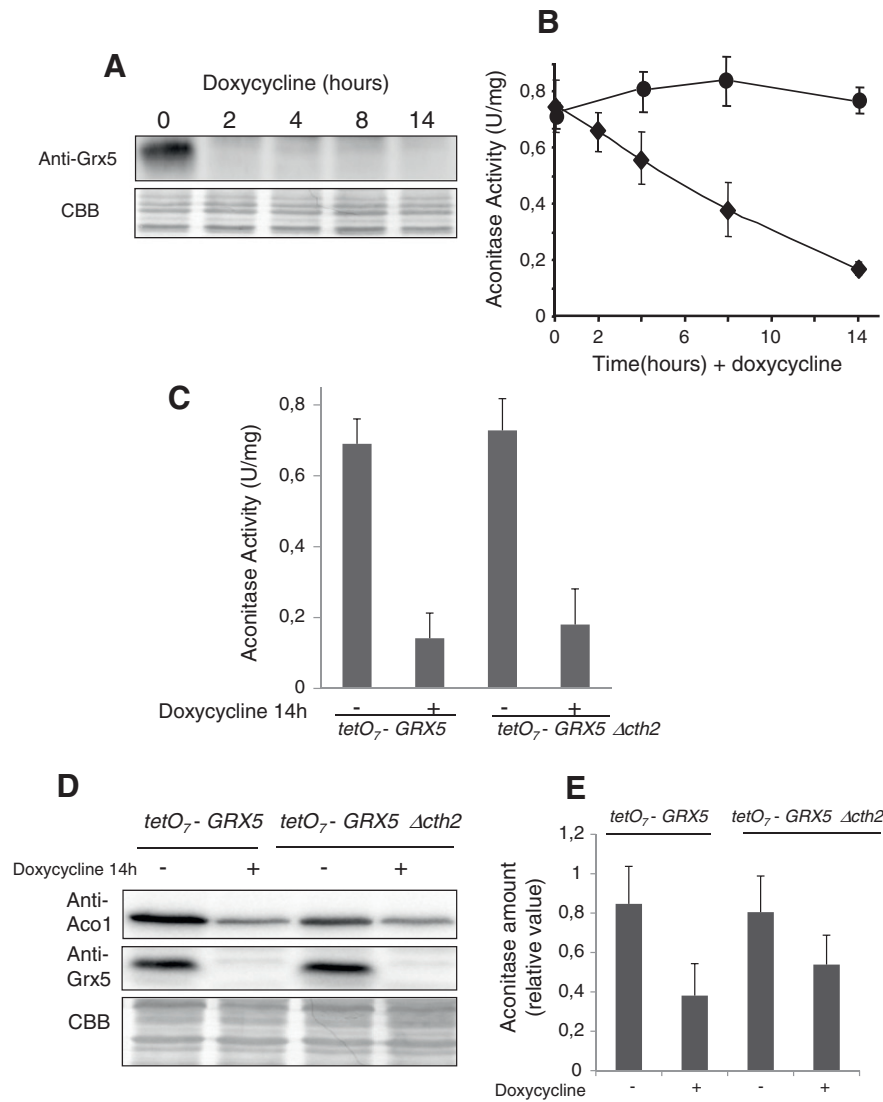 A
Doxycycline (hours)
0 2 4 8 14
Anti-Grx5
CBB
B
Aconitase Activity (U/mg)
0,8
0,6
0,4
0,2
0
0 2 6 10 14
Time(hours) + doxycycline
C
Aconitase Activity (U/mg)
0,8
0,6
0,4
0,2
0
Doxycycline 14h - + - +
tetO7- GRX5 tetO7- GRX5 Δcth2
D
tetO7- GRX5 tetO7- GRX5 Δcth2
Doxycycline 14h - + - +
Anti-
Aco1
Anti-
Grx5
CBB
E
tetO7- GRX5 tetO7- GRX5 Δcth2
Aconitase amount
(relative value)
1,2
1
0,8
0,6
0,4
0,2
0
Doxycycline - + - +